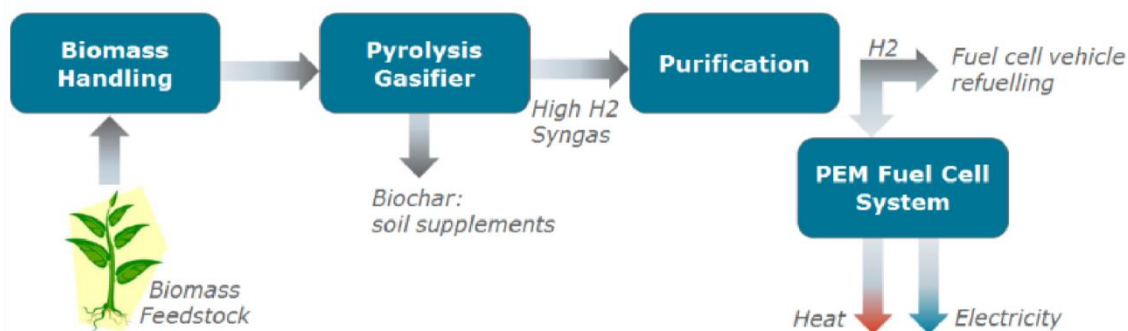 Biomass
Handling
Pyrolysis
Gasifier
Purification
H2
Fuel cell vehicle
refuelling
High H2
Syngas
PEM Fuel Cell
System
Biochar:
soil supplements
Biomass
Feedstock
Heat
Electricity